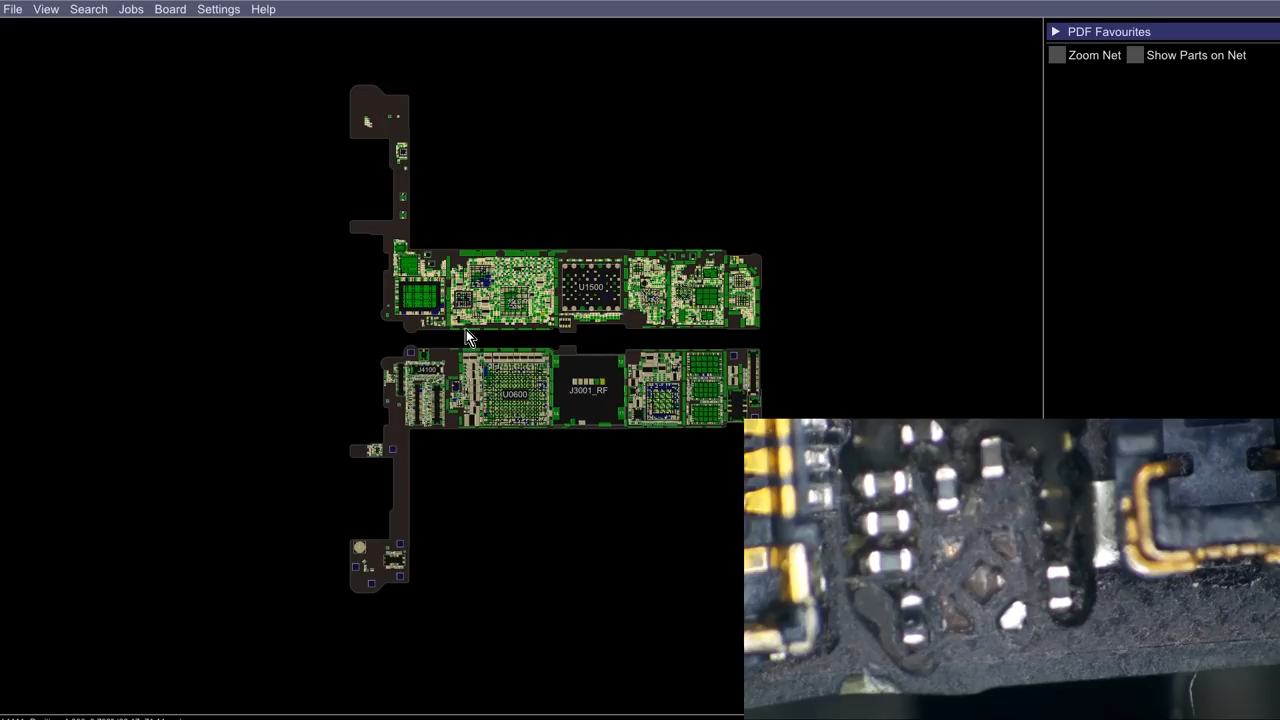 File View Search Jobs Board Settings Help
PDF Favourites
Zoom Net Show Parts on Net
U1500
J4100
U0600
J3001_RF